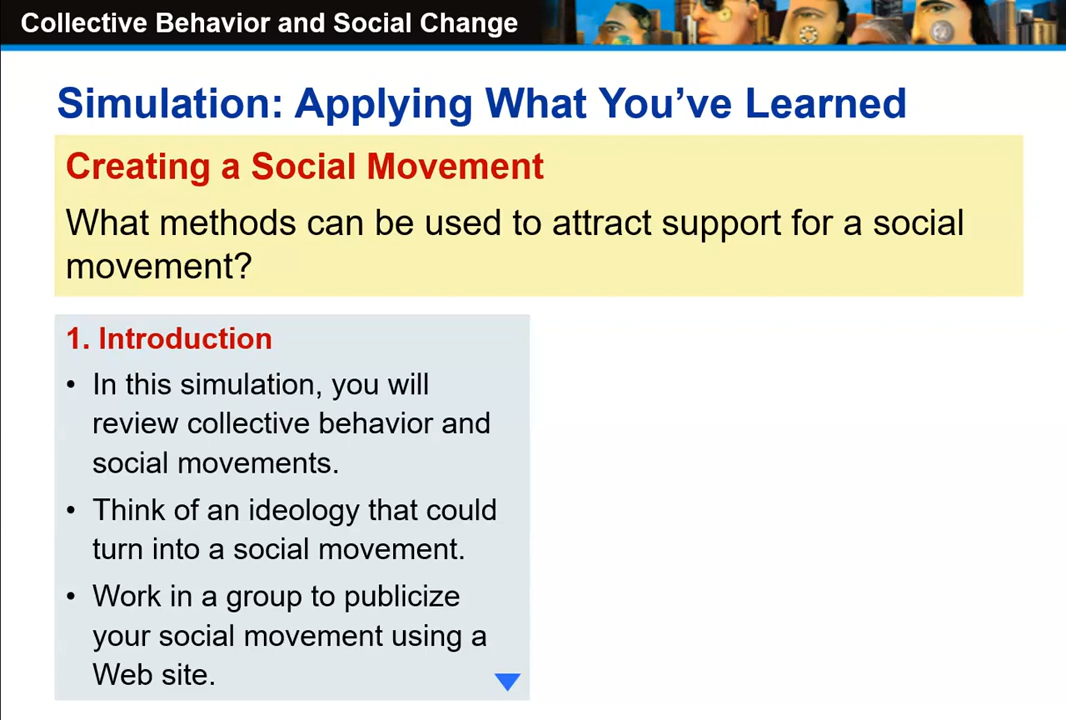 Collective Behavior and Social Change
Simulation: Applying What You’ve Learned
Creating a Social Movement
What methods can be used to attract support for a social
movement?
1. Introduction
• In this simulation, you will
review collective behavior and
social movements.
• Think of an ideology that could
turn into a social movement.
• Work in a group to publicize
your social movement using a
Web site.